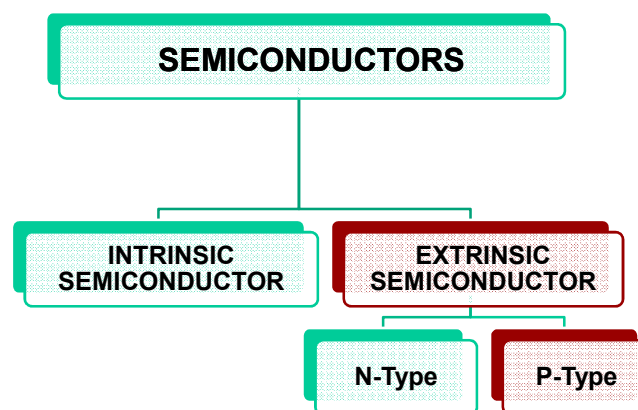 SEMICONDUCTORS
INTRINSIC
SEMICONDUCTOR
EXTRINSIC
SEMICONDUCTOR
N-Type
P-Type